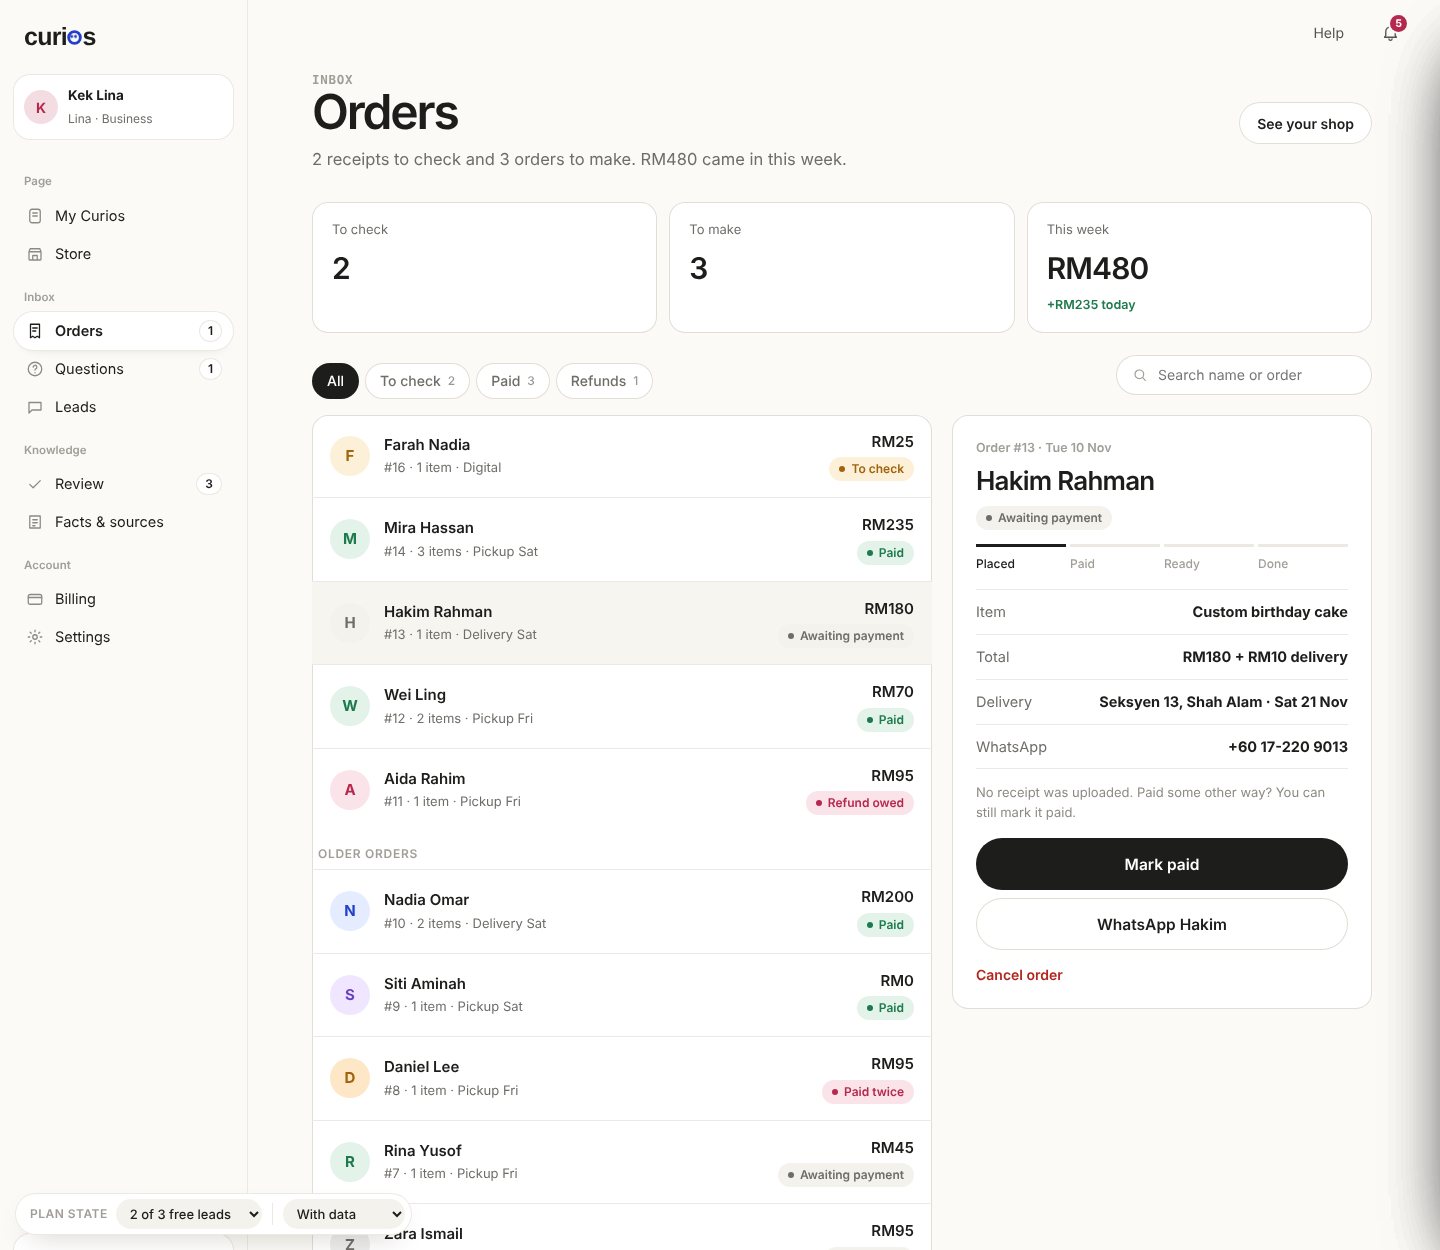 curios
Help
5
K
Kek Lina
Lina · Business
Page
My Curios
Store
Inbox
Orders 1
Questions 1
Leads
Knowledge
Review 3
Facts & sources
Account
Billing
Settings
INBOX
Orders
2 receipts to check and 3 orders to make. RM480 came in this week.
See your shop
To check
2
To make
3
This week
RM480
+RM235 today
All
To check 2
Paid 3
Refunds 1
Search name or order
F
Farah Nadia
#16 · 1 item · Digital
RM25
To check
M
Mira Hassan
#14 · 3 items · Pickup Sat
RM235
Paid
H
Hakim Rahman
#13 · 1 item · Delivery Sat
RM180
Awaiting payment
W
Wei Ling
#12 · 2 items · Pickup Fri
RM70
Paid
A
Aida Rahim
#11 · 1 item · Pickup Fri
RM95
Refund owed
OLDER ORDERS
N
Nadia Omar
#10 · 2 items · Delivery Sat
RM200
Paid
S
Siti Aminah
#9 · 1 item · Pickup Sat
RM0
Paid
D
Daniel Lee
#8 · 1 item · Pickup Fri
RM95
Paid twice
R
Rina Yusof
#7 · 1 item · Pickup Fri
RM45
Awaiting payment
Z
Zara Ismail
RM95
Order #13 · Tue 10 Nov
Hakim Rahman
Awaiting payment
Placed
Paid
Ready
Done
Item Custom birthday cake
Total RM180 + RM10 delivery
Delivery Seksyen 13, Shah Alam · Sat 21 Nov
WhatsApp +60 17-220 9013
No receipt was uploaded. Paid some other way? You can
still mark it paid.
Mark paid
WhatsApp Hakim
Cancel order
PLAN STATE
2 of 3 free leads
With data